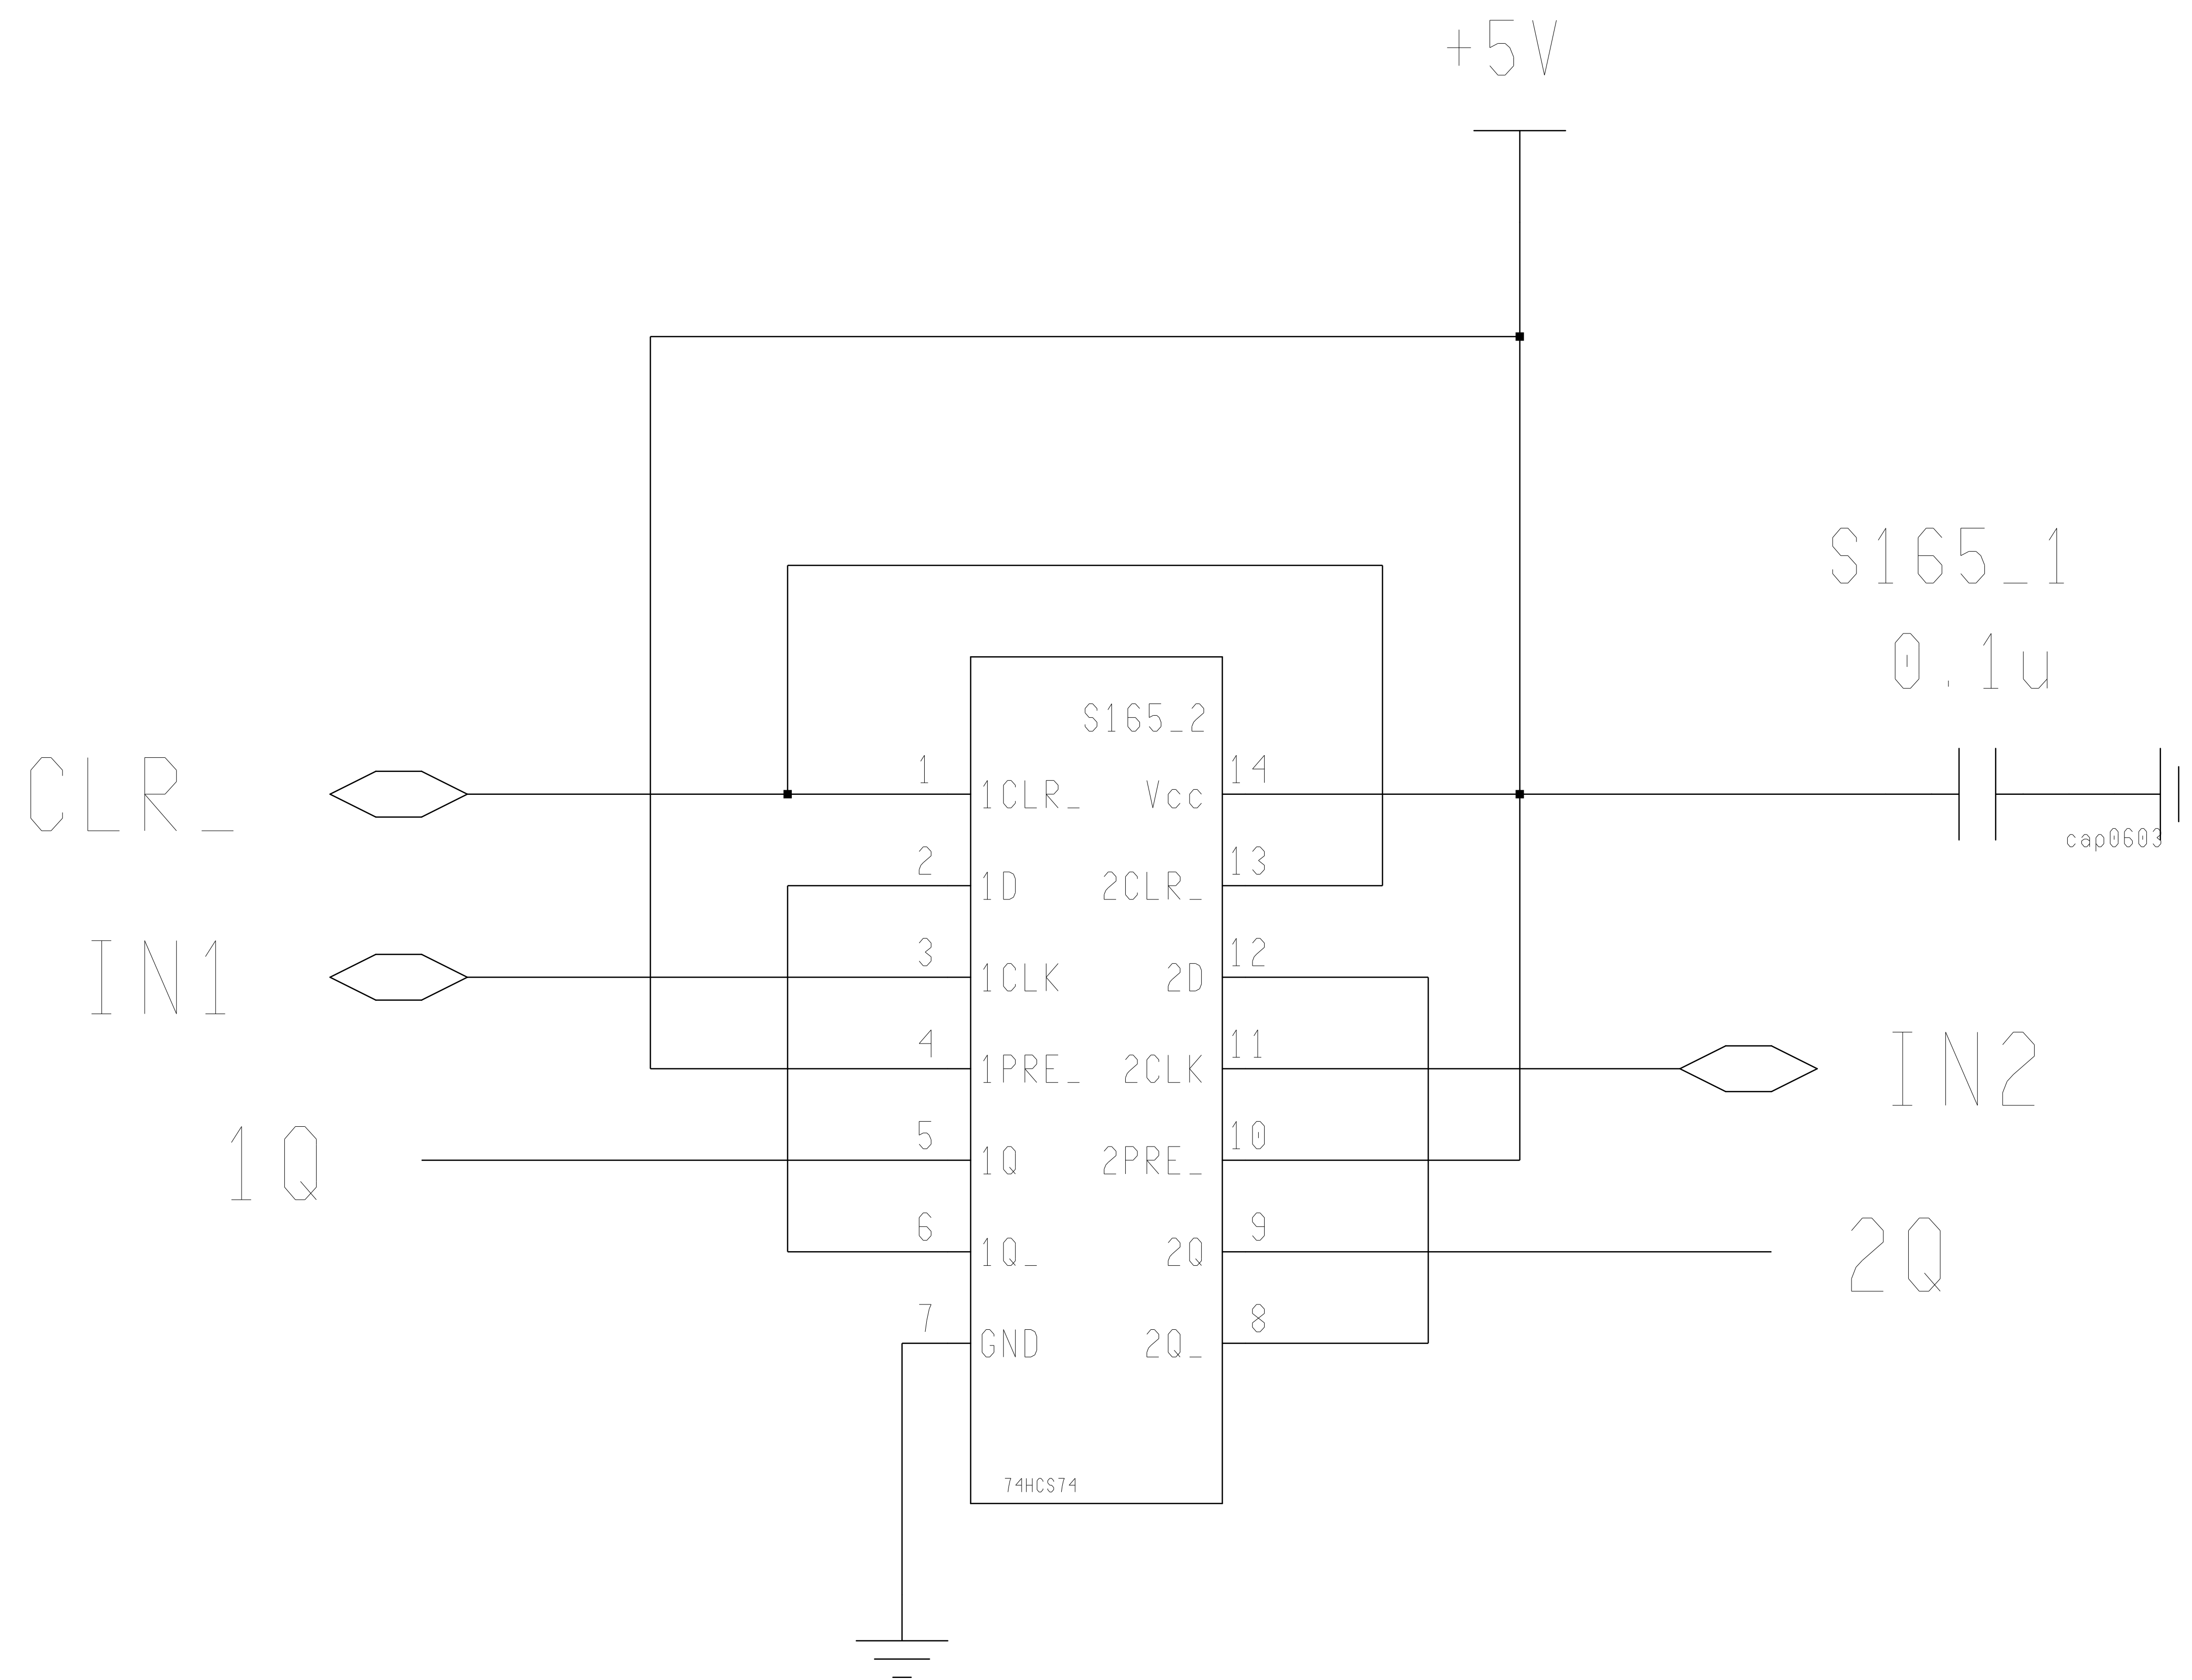 +5V
S165_1
0.1u
cap0603
S165_2
CLR_
1
1CLR_
Vcc
14
2
1D
2CLR_
13
IN1
3
1CLK
2D
12
4
1PRE_
2CLK
11
IN2
1Q
5
1Q
2PRE_
10
6
1Q_
2Q
9
2Q
7
GND
2Q_
8
74HCS74